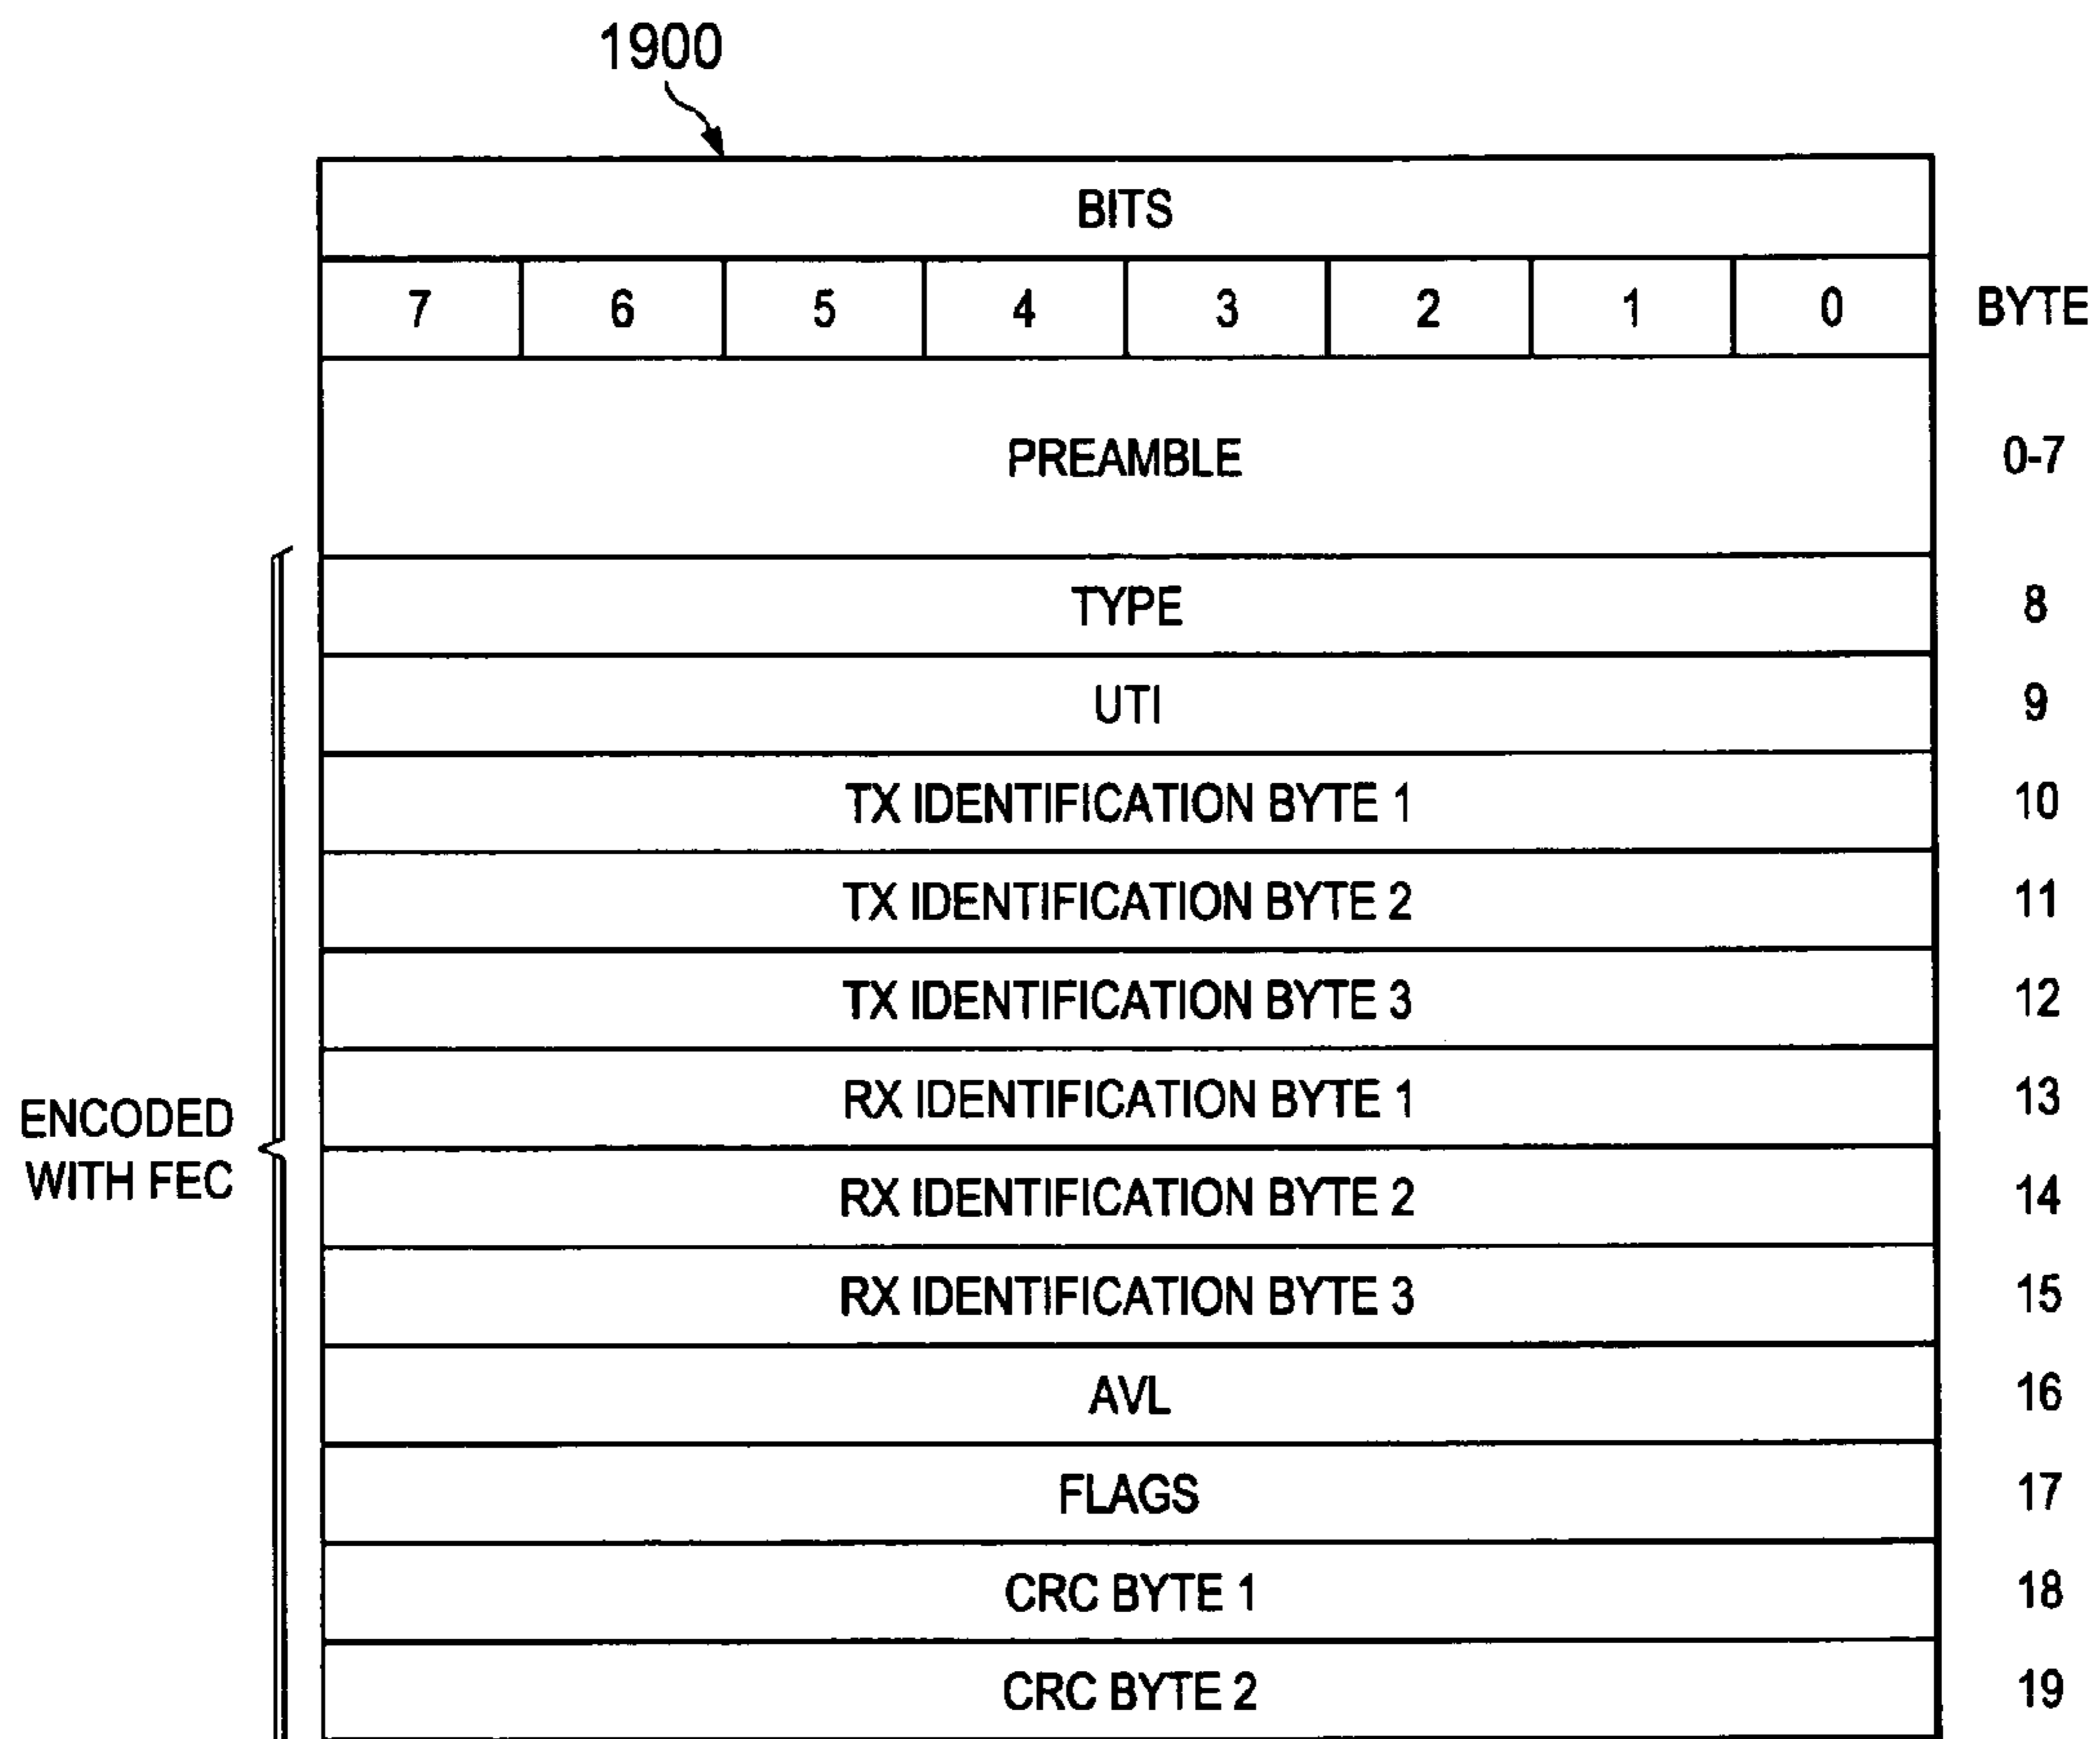 1900
BITS
7 6 5 4 3 2 1 0 BYTE
PREAMBLE 0-7
TYPE 8
UTI 9
TX IDENTIFICATION BYTE 1 10
TX IDENTIFICATION BYTE 2 11
TX IDENTIFICATION BYTE 3 12
RX IDENTIFICATION BYTE 1 13
ENCODED
WITH FEC
RX IDENTIFICATION BYTE 2 14
RX IDENTIFICATION BYTE 3 15
AVL 16
FLAGS 17
CRC BYTE 1 18
CRC BYTE 2 19